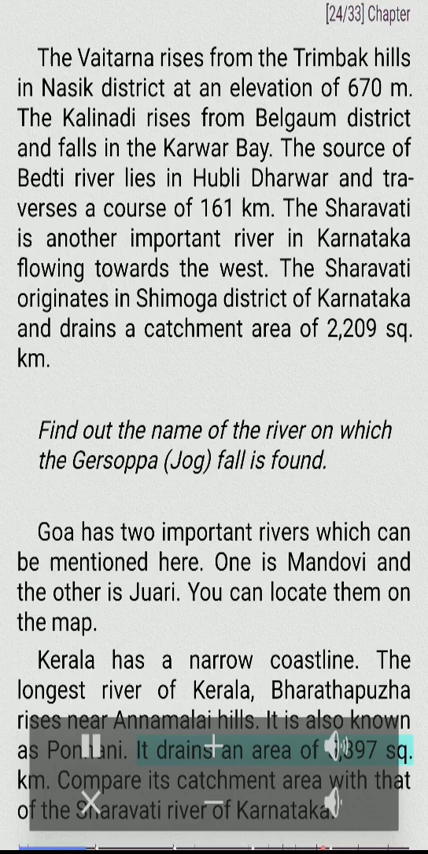 [24/33] Chapter
The Vaitarna rises from the Trimbak hills
in Nasik district at an elevation of 670 m.
The Kalinadi rises from Belgaum district
and falls in the Karwar Bay. The source of
Bedti river lies in Hubli Dharwar and tra-
verses a course of 161 km. The Sharavati
is another important river in Karnataka
flowing towards the west. The Sharavati
originates in Shimoga district of Karnataka
and drains a catchment area of 2,209 sq.
km.
Find out the name of the river on which
the Gersoppa (Jog) fall is found.
Goa has two important rivers which can
be mentioned here. One is Mandovi and
the other is Juari. You can locate them on
the map.
Kerala has a narrow coastline. The
longest river of Kerala, Bharathapuzha
rises near Annamalai hills. It is also known
as Ponnani. It drains an area of sq.
km. Compare its catchment area with that
of the Sharavati river of Karnataka.